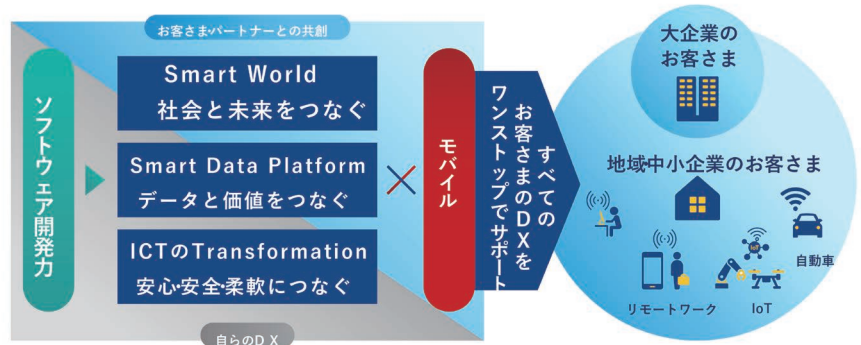 お客さま・パートナーとの共創
ソフトウェア開発力
Smart World
社会と未来をつなぐ
Smart Data Platform
データと価値をつなぐ
ICTのTransformation
安心・安全・柔軟につなぐ
自らのDX
モバイル
すべての
お客さまのDXを
ワンストップでサポート
大企業の
お客さま
地域・中小企業のお客さま
IoT
自動車
リモートワーク
IoT